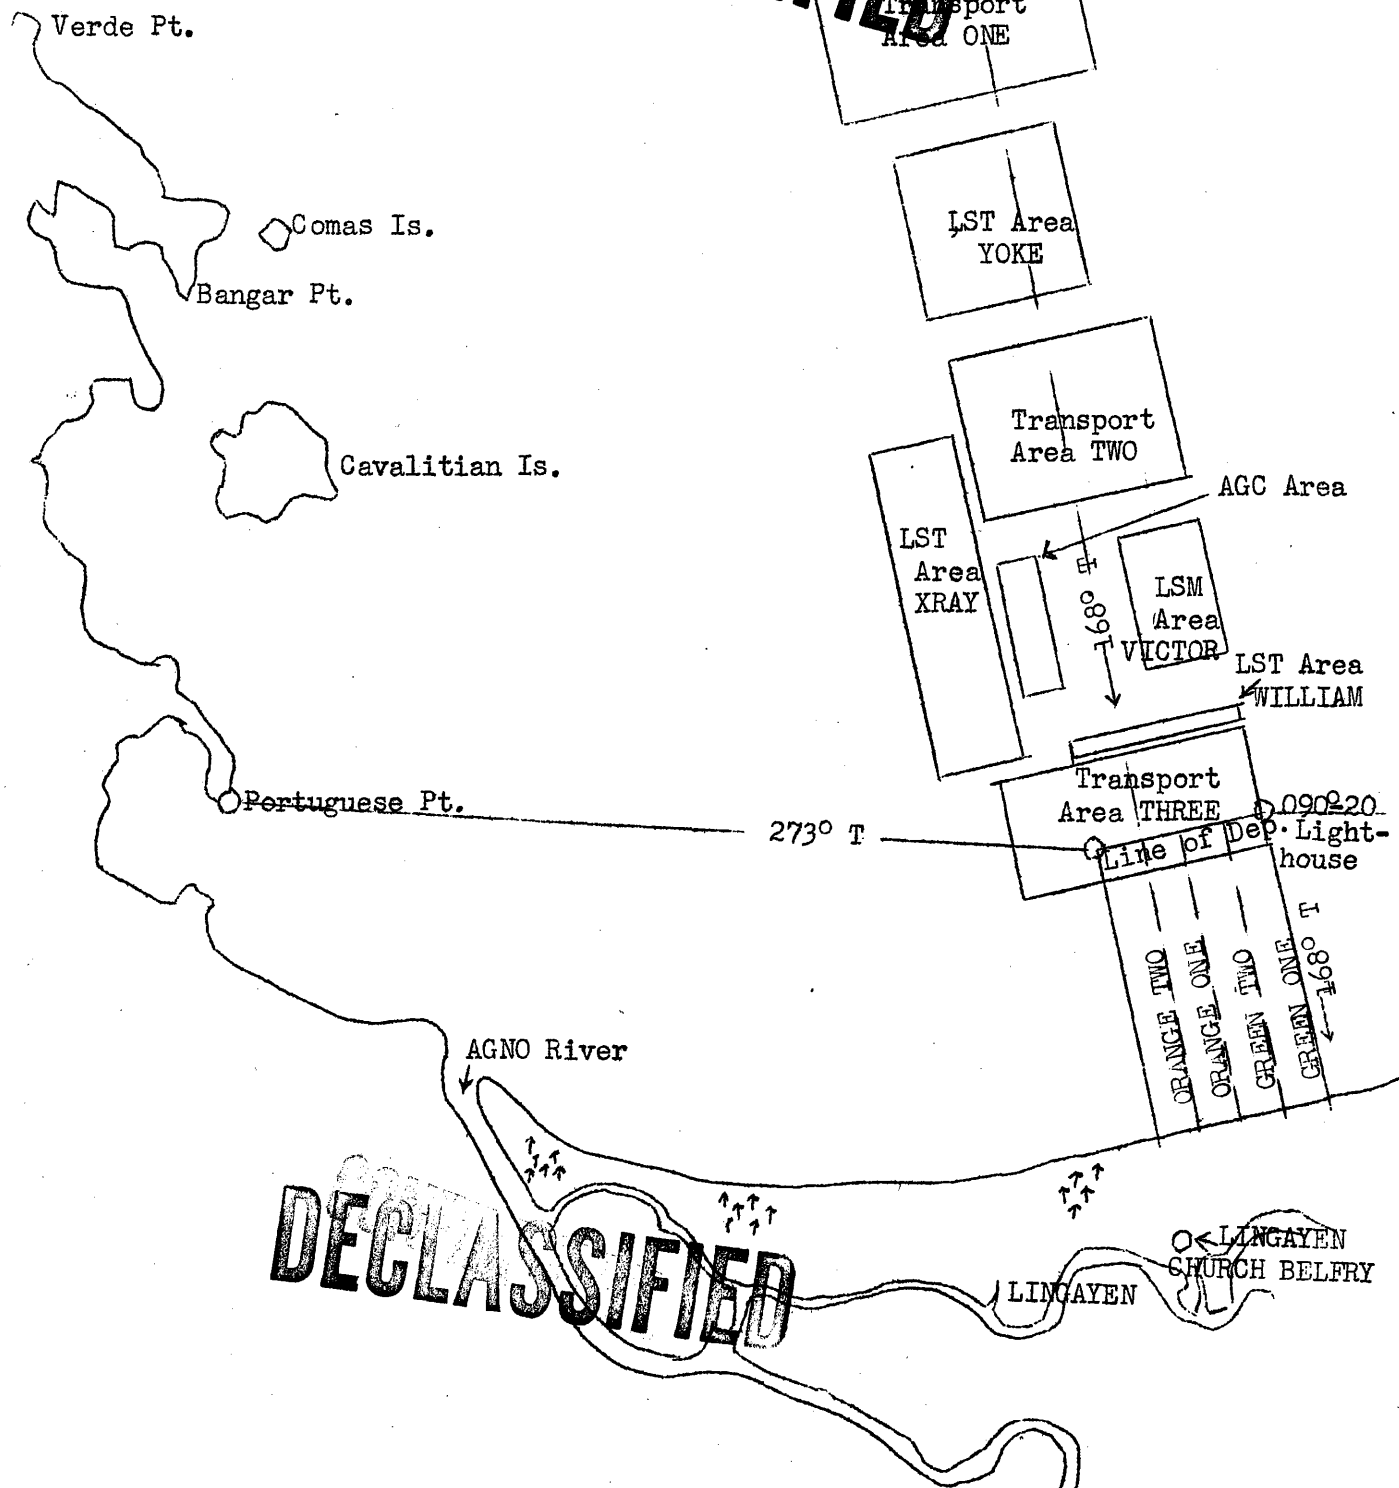 Verde Pt.
Transport
Area ONE
Comas Is.
LST Area
YOKE
Bangar Pt.
Transport
Area TWO
Cavalitian Is.
AGC Area
LST
Area
XRAY
168° T
LSM
Area
VICTOR
LST Area
WILLIAM
Transport
Area THREE
Portuguese Pt.
273° T
090°-20
Light-
house
Line of Dep.
168° T
ORANGE TWO
ORANGE ONE
GREEN TWO
GREEN ONE
AGNO River
DECLASSIFIED
LINGAYEN
CHURCH BELFRY
LINGAYEN